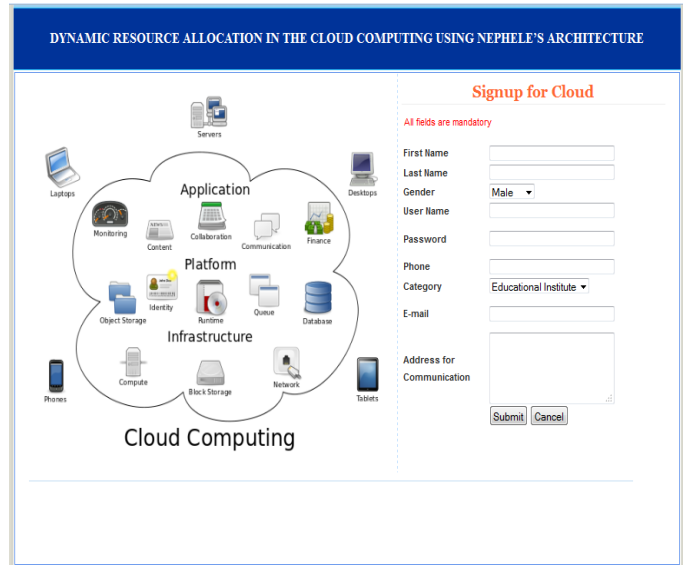 DYNAMIC RESOURCE ALLOCATION IN THE CLOUD COMPUTING USING NEPHELE'S ARCHITECTURE
Servers
Laptops
Desktops
Application
Monitoring
NEWS
Content
Collaboration
Communication
Finance
Platform
Identity
Object Storage
Runtime
Queue
Database
Infrastructure
Compute
Block Storage
Network
Phones
Tablets
Cloud Computing
Signup for Cloud
All fields are mandatory
First Name
Last Name
Gender Male
User Name
Password
Phone
Category Educational Institute
E-mail
Address for
Communication
Submit Cancel